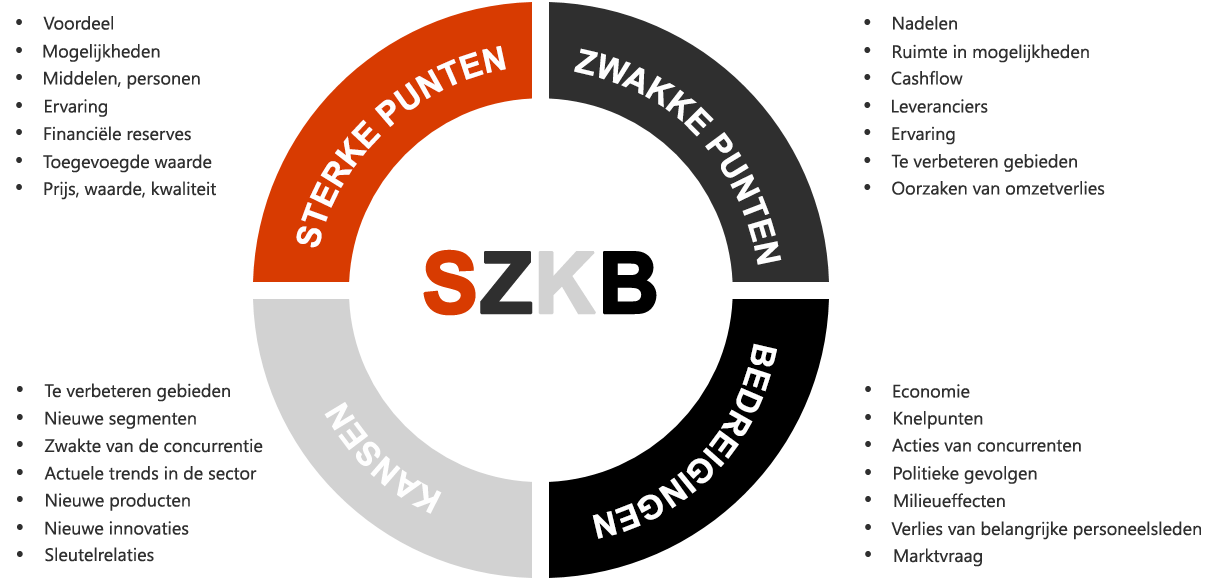 Voordeel
Mogelijkheden
Middelen, personen
Ervaring
Financiële reserves
Toegevoegde waarde
Prijs, waarde, kwaliteit
STERKE PUNTEN
ZWAKKE PUNTEN
Nadelen
Ruimte in mogelijkheden
Cashflow
Leveranciers
Ervaring
Te verbeteren gebieden
Oorzaken van omzetverlies
SZKB
Te verbeteren gebieden
Nieuwe segmenten
Zwakte van de concurrentie
Actuele trends in de sector
Nieuwe producten
Nieuwe innovaties
Sleutelrelaties
KANSEN
BEDREIGINGEN
Economie
Knelpunten
Acties van concurrenten
Politieke gevolgen
Milieueffecten
Verlies van belangrijke personeelsleden
Marktvraag